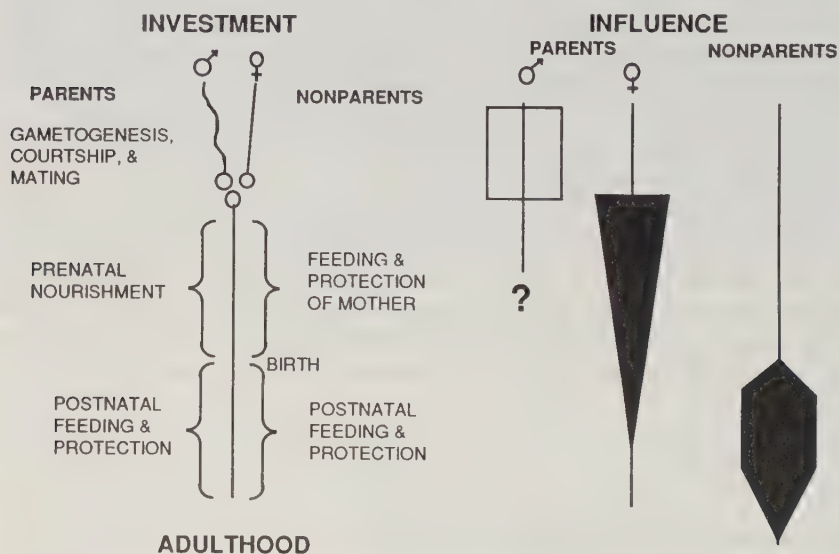 INVESTMENT
♂ ♀
PARENTS
NONPARENTS
GAMETOGENESIS,
COURTSHIP, &
MATING
PRENATAL
NOURISHMENT
FEEDING &
PROTECTION
OF MOTHER
BIRTH
POSTNATAL
FEEDING &
PROTECTION
POSTNATAL
FEEDING &
PROTECTION
ADULTHOOD
INFLUENCE
PARENTS
NONPARENTS
♂ ♀
?